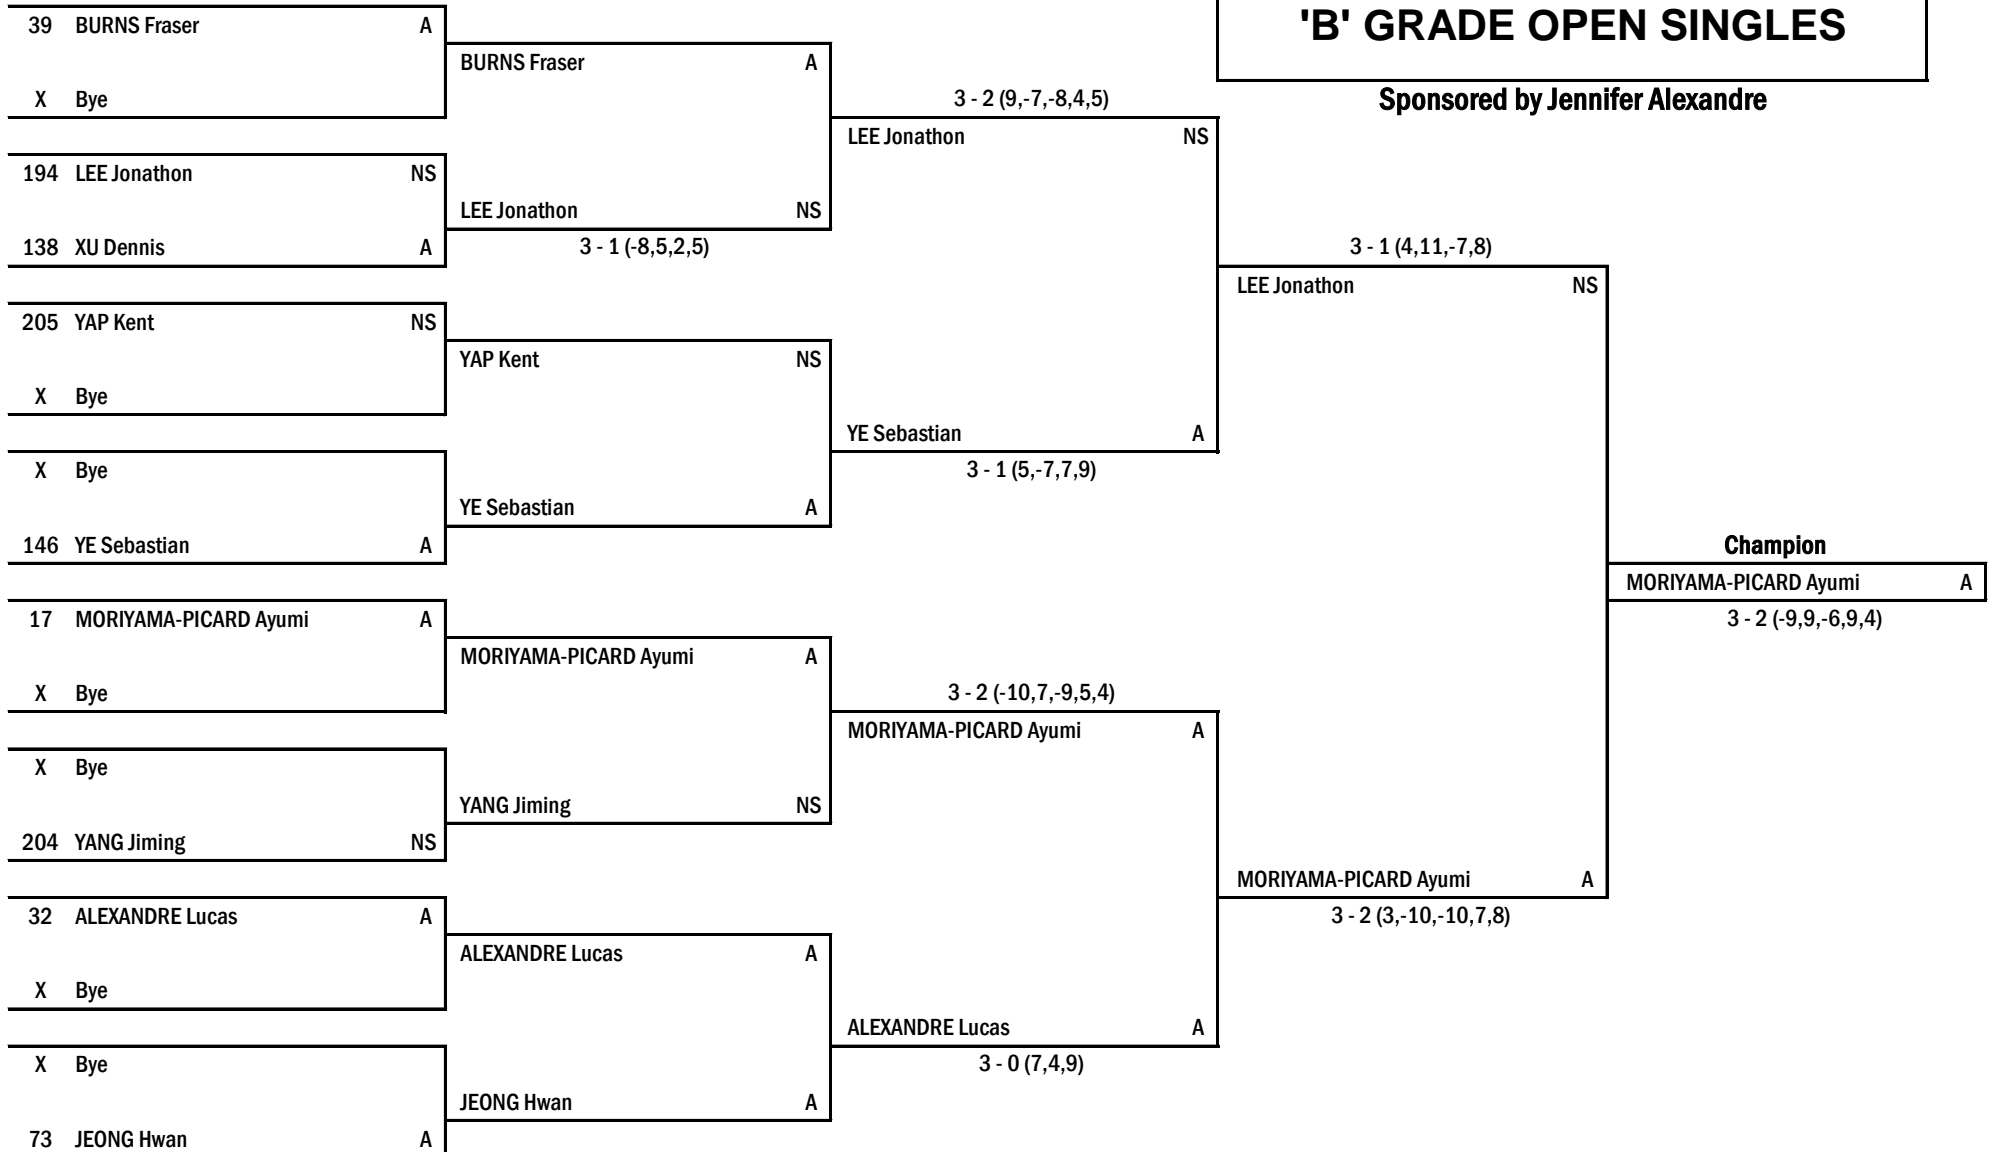 'B' GRADE OPEN SINGLES
Sponsored by Jennifer Alexandre
39 BURNS Fraser A
X Bye
194 LEE Jonathon NS
138 XU Dennis A
205 YAP Kent NS
X Bye
X Bye
146 YE Sebastian A
17 MORIYAMA-PICARD Ayumi A
X Bye
X Bye
204 YANG Jiming NS
32 ALEXANDRE Lucas A
X Bye
X Bye
73 JEONG Hwan A
BURNS Fraser A
LEE Jonathon NS
3 - 1 (-8,5,2,5)
YAP Kent NS
YE Sebastian A
MORIYAMA-PICARD Ayumi A
YANG Jiming NS
ALEXANDRE Lucas A
JEONG Hwan A
3 - 2 (9,-7,-8,4,5)
LEE Jonathon NS
YE Sebastian A
3 - 1 (5,-7,7,9)
3 - 2 (-10,7,-9,5,4)
MORIYAMA-PICARD Ayumi A
ALEXANDRE Lucas A
3 - 0 (7,4,9)
3 - 1 (4,11,-7,8)
LEE Jonathon NS
MORIYAMA-PICARD Ayumi A
3 - 2 (3,-10,-10,7,8)
Champion
MORIYAMA-PICARD Ayumi A
3 - 2 (-9,9,-6,9,4)